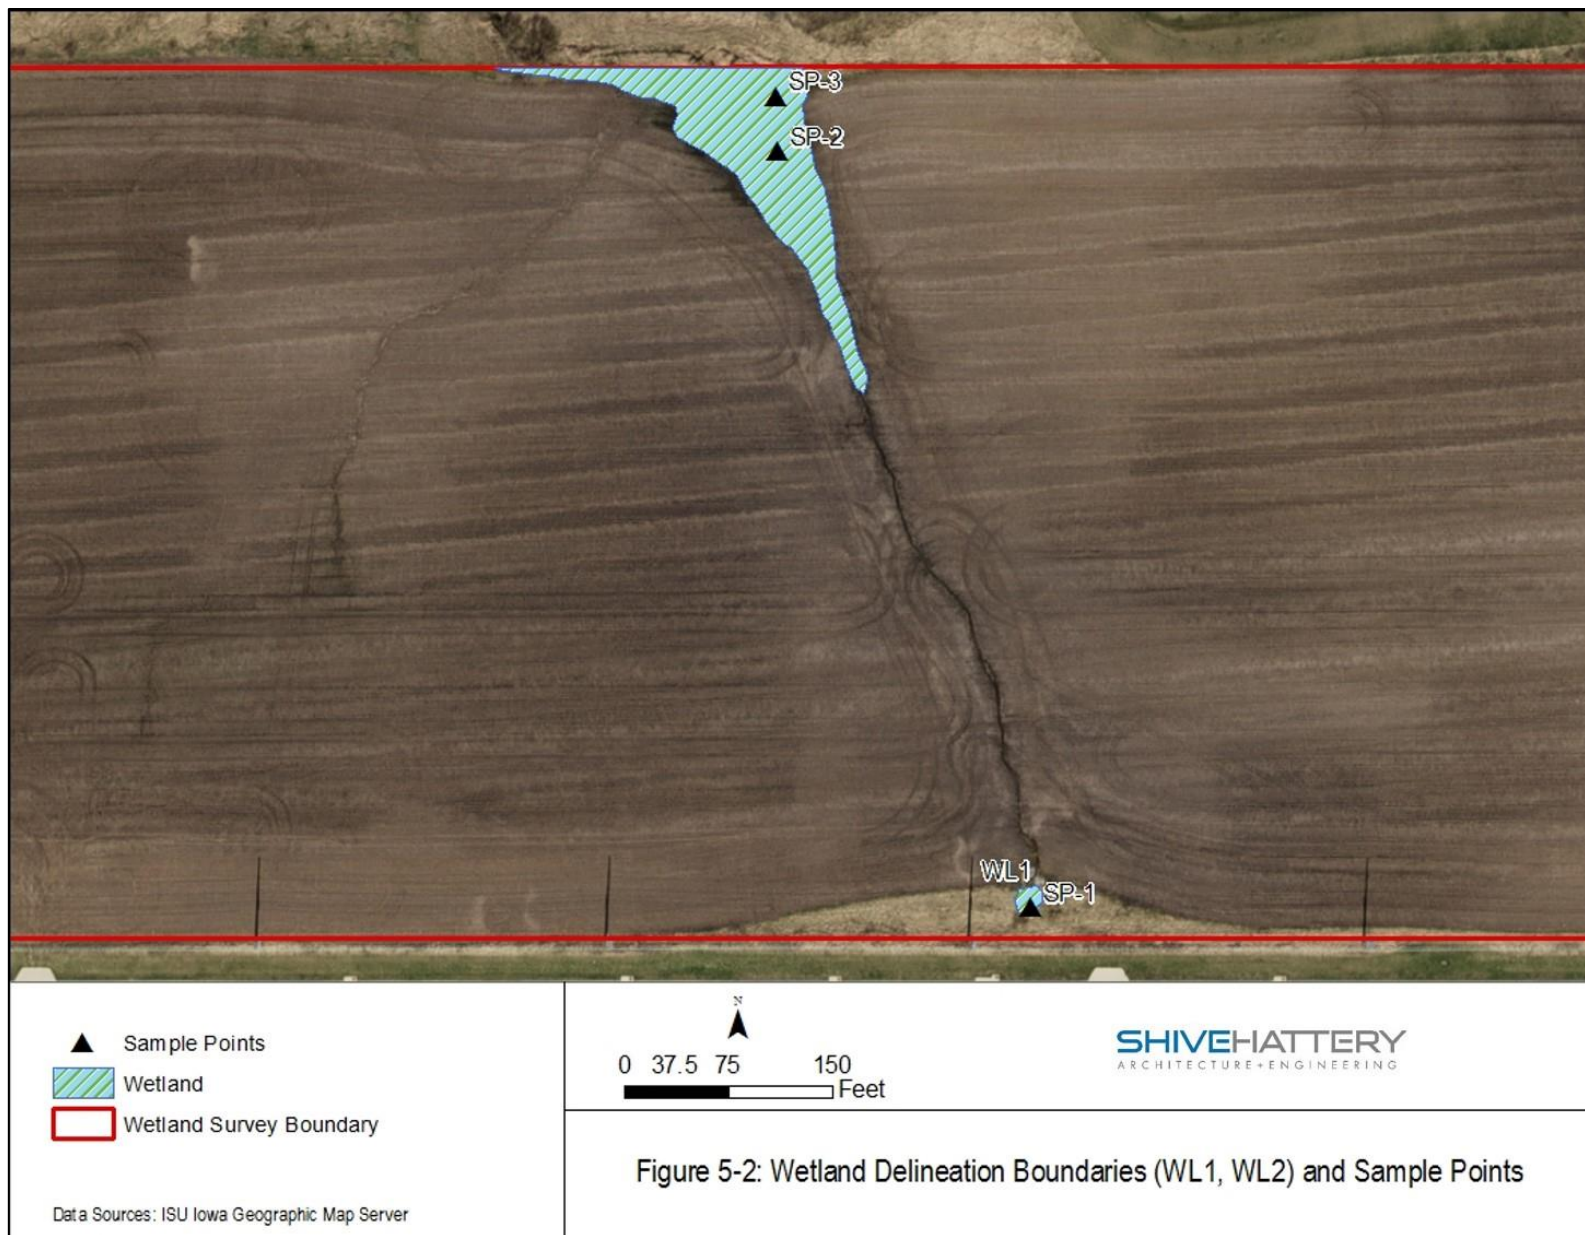 SP-3
SP-2
WL1
SP-1
Sample Points
Wetland
Wetland Survey Boundary
Data Sources: ISU Iowa Geographic Map Server
N
0 37.5 75 150
Feet
SHIVEHATTERY
ARCHITECTURE+ENGINEERING
Figure 5-2: Wetland Delineation Boundaries (WL1, WL2) and Sample Points